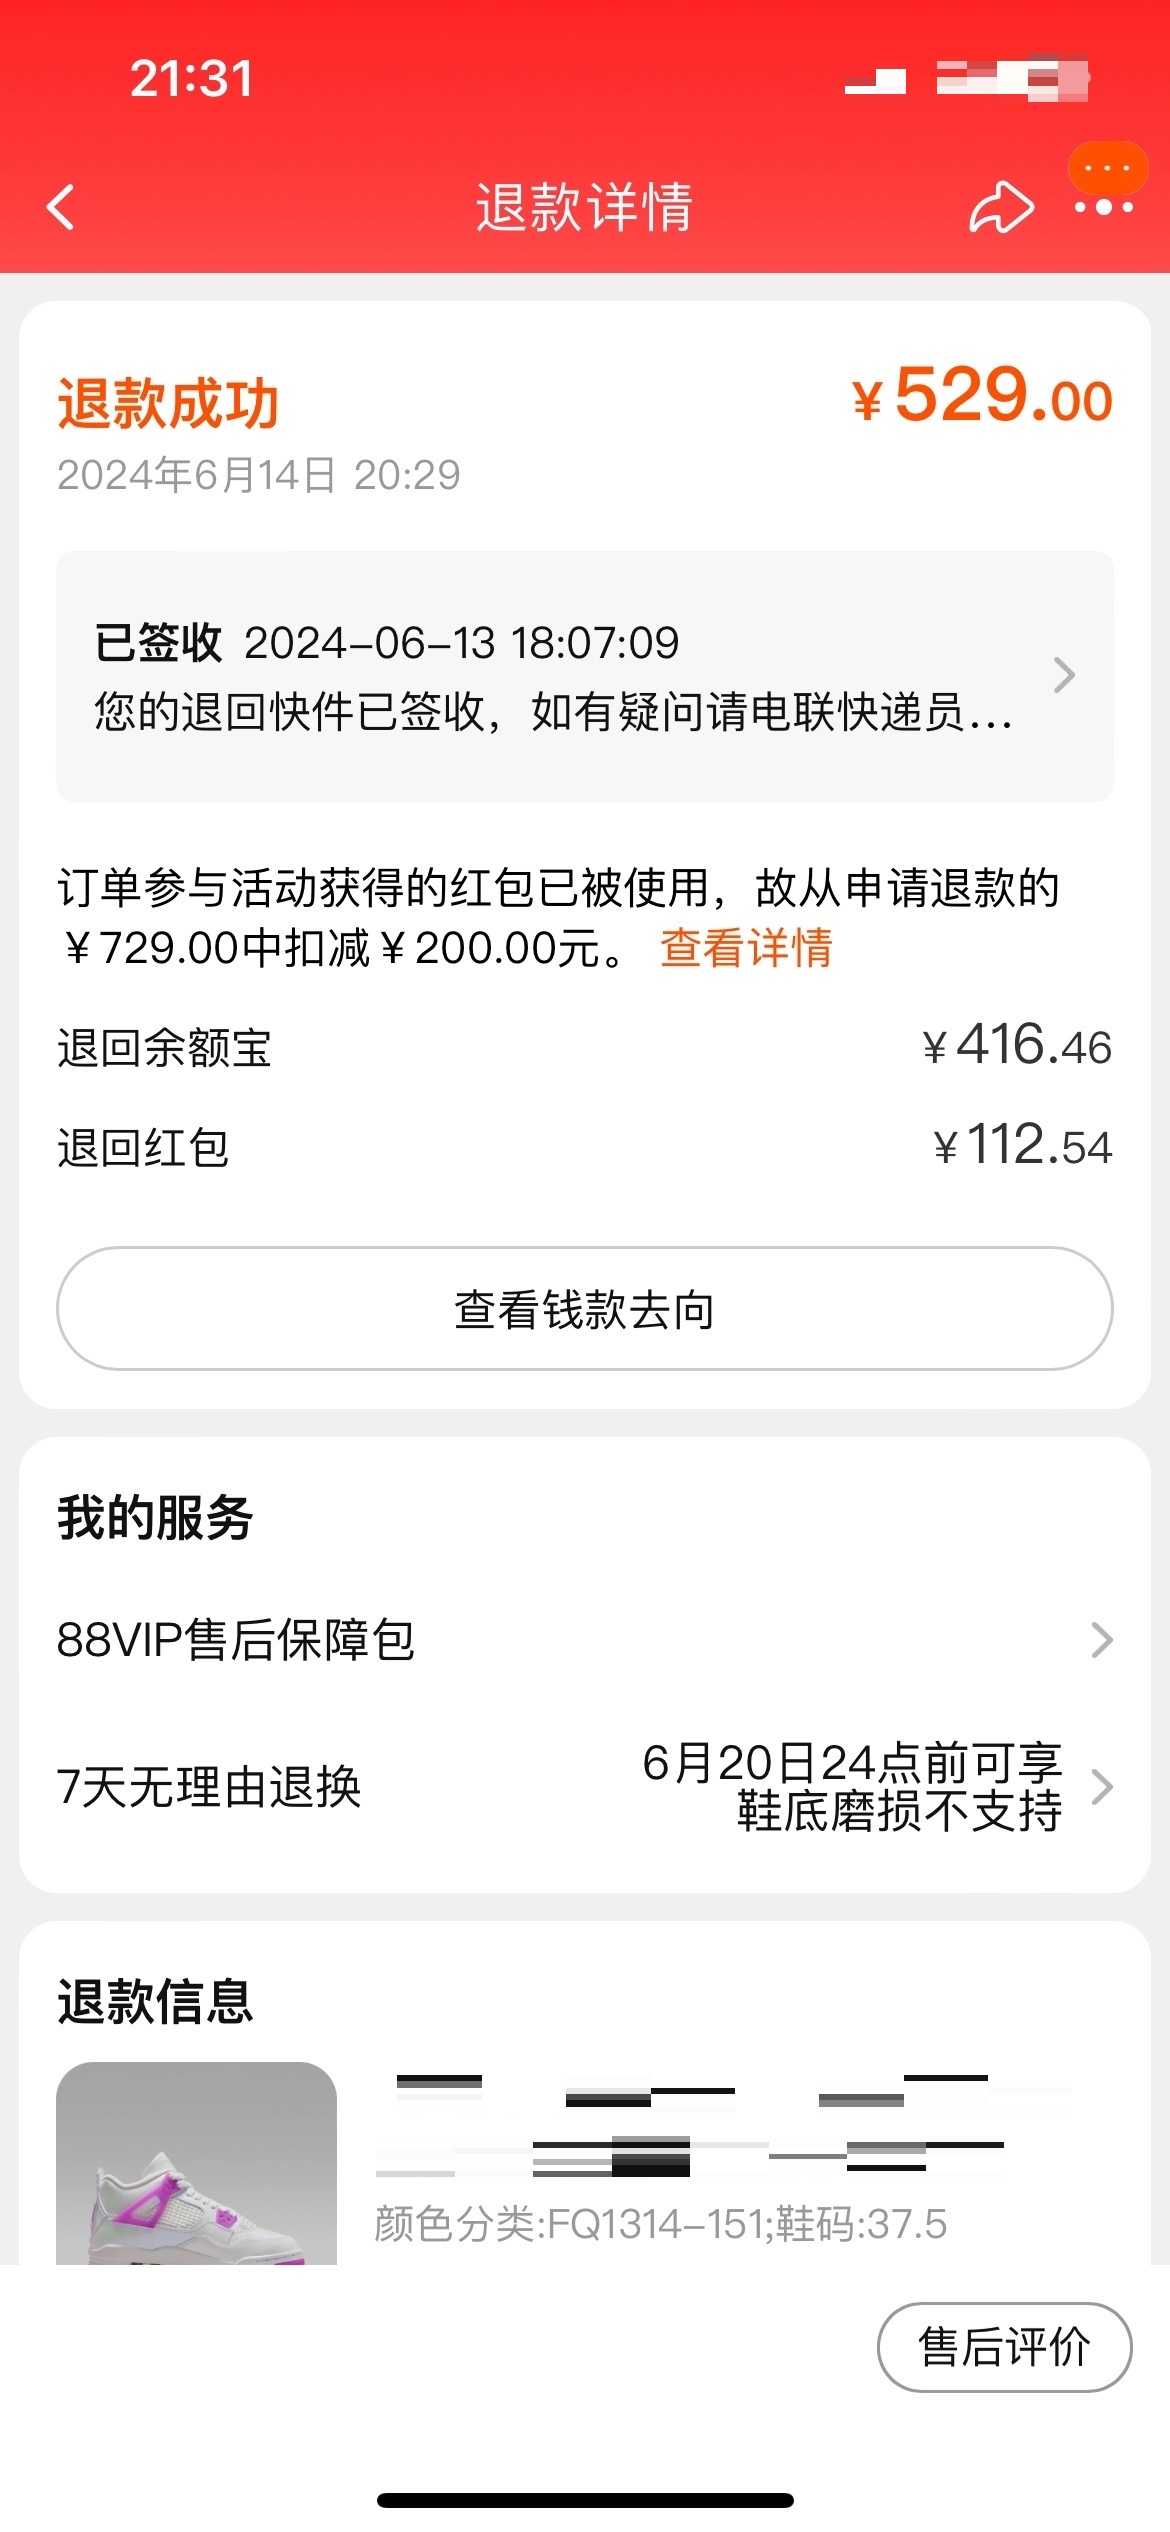 21:31
退款详情
退款成功
¥529.00
2024年6月14日 20:29
已签收 2024-06-13 18:07:09
您的退回快件已签收，如有疑问请电联快递员...
订单参与活动获得的红包已被使用，故从申请退款的
¥729.00中扣减¥200.00元。 查看详情
退回余额宝 ¥416.46
退回红包 ¥112.54
查看钱款去向
我的服务
88VIP售后保障包
7天无理由退换
6月20日24点前可享
鞋底磨损不支持
退款信息
颜色分类:FQ1314-151;鞋码:37.5
售后评价